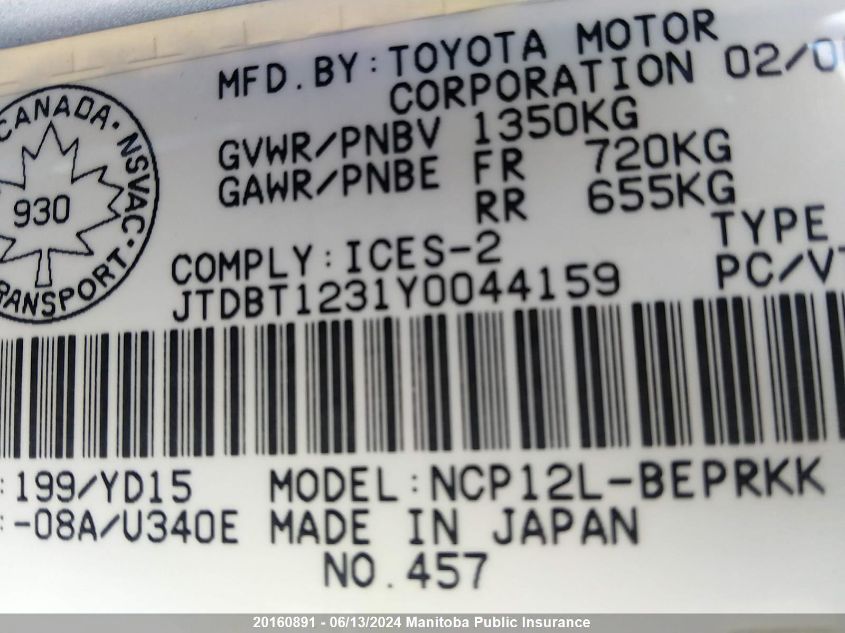 MFD.BY:TOYOTA MOTOR
CORPORATION 02/0
GVWR/PNBV 1350KG
GAWR/PNBE FR 720KG
RR 655KG
CANADA • NSVAC • TRANSPORT
930
COMPLY:ICES-2
TYPE
JTDBT1231Y0044159
PC/V
:199/YD15 MODEL:NCP12L-BEPRKK
:-08A/U340E MADE IN JAPAN
NO.457
20160891 - 06/13/2024 Manitoba Public Insurance